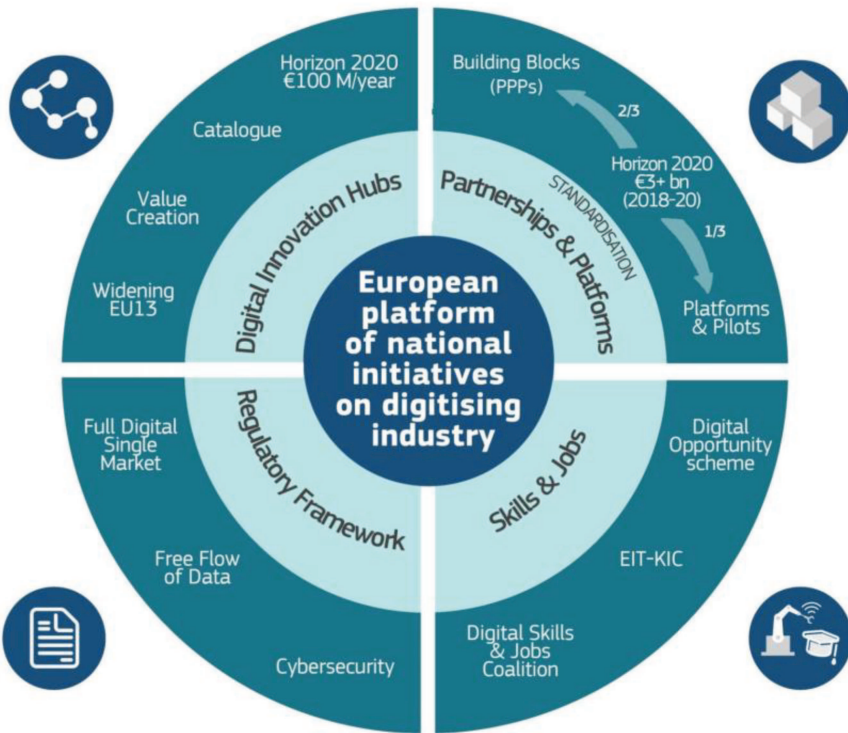 Horizon 2020
€100 M/year
Catalogue
Value
Creation
Widening
EU13
Digital Innovation Hubs
Building Blocks
(PPPs)
2/3
Horizon 2020
€3+ bn
(2018-20)
1/3
Platforms
& Pilots
STANDARDISATION
Partnerships & Platforms
European
platform
of national
initiatives
on digitising
industry
Full Digital
Single
Market
Free Flow
of Data
Cybersecurity
Regulatory Framework
Skills & Jobs
Digital
Opportunity
scheme
EIT-KIC
Digital Skills
& Jobs
Coalition